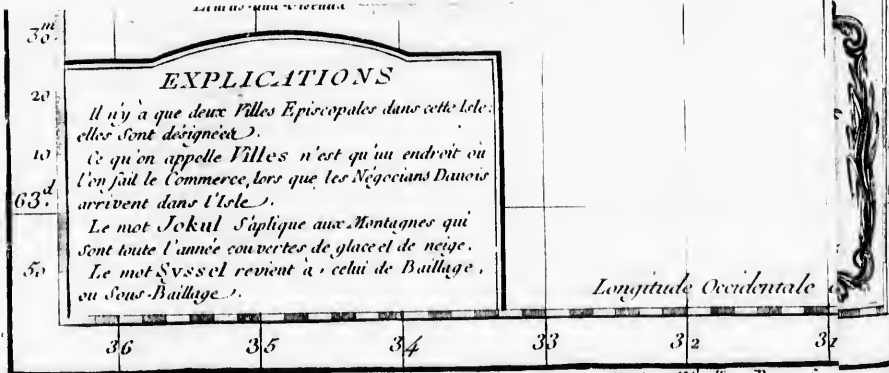 3.m
30.
EXPLICATIONS
20
Il n'y à que deux Villes Episcopales dans cette Isle:
elles sont désignées.
10
Ce qu'on appelle Villes n'est qu'un endroit où
l'on fait le Commerce, lors que les Négocians Danois
63.d
arrivent dans l'Isle.
Le mot Jokul s'aplique aux Montagnes qui
sont toute l'année couvertes de glace et de neige.
50
Le mot Syssel revient à celui de Baillage,
ou Sous-Baillage.
Longitude Occidentale
36 35 34 33 32 31